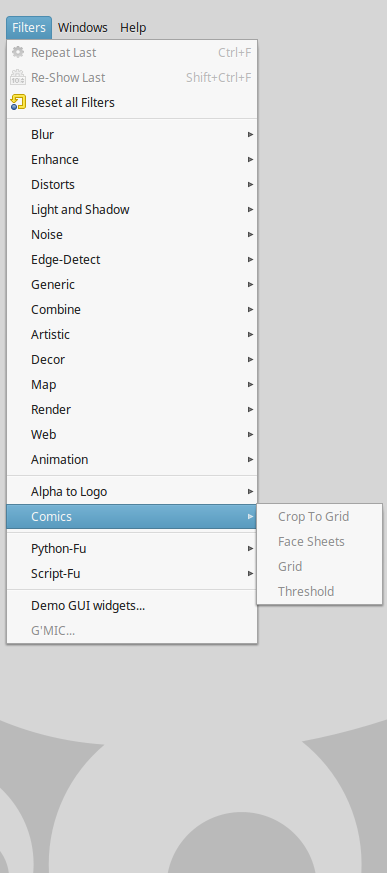 Filters Windows Help
Repeat Last Ctrl+F
Re-Show Last Shift+Ctrl+F
Reset all Filters
Blur
Enhance
Distorts
Light and Shadow
Noise
Edge-Detect
Generic
Combine
Artistic
Decor
Map
Render
Web
Animation
Alpha to Logo
Comics
Crop To Grid
Face Sheets
Grid
Threshold
Python-Fu
Script-Fu
Demo GUI widgets...
G'MIC...